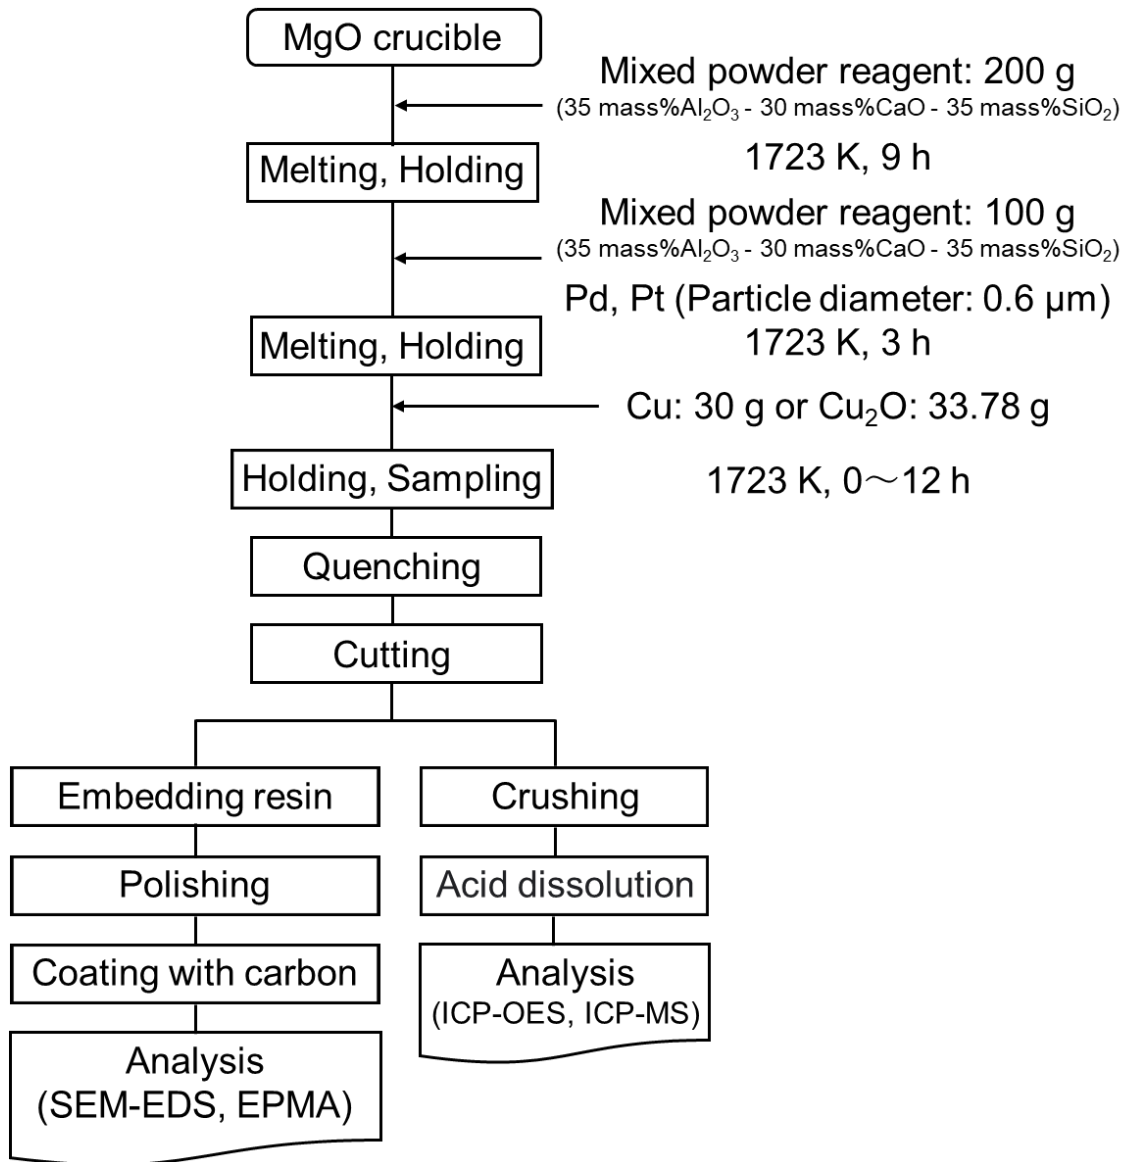 MgO crucible
Mixed powder reagent: 200 g
(35 mass%Al₂O₃ - 30 mass%CaO - 35 mass%SiO₂)
1723 K, 9 h
Melting, Holding
Mixed powder reagent: 100 g
(35 mass%Al₂O₃ - 30 mass%CaO - 35 mass%SiO₂)
Pd, Pt (Particle diameter: 0.6 μm)
1723 K, 3 h
Melting, Holding
Cu: 30 g or Cu₂O: 33.78 g
Holding, Sampling
1723 K, 0～12 h
Quenching
Cutting
Embedding resin
Polishing
Coating with carbon
Analysis
(SEM-EDS, EPMA)
Crushing
Acid dissolution
Analysis
(ICP-OES, ICP-MS)